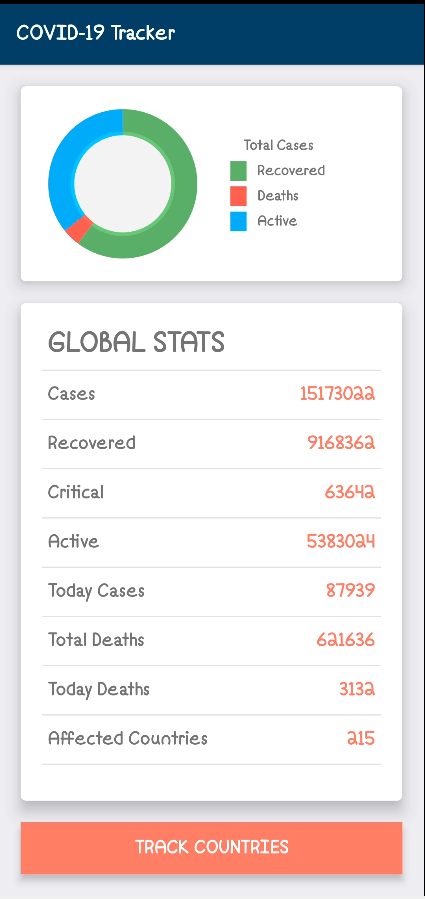 COVID-19 Tracker
Total Cases
Recovered
Deaths
Active
GLOBAL STATS
Cases 15173022
Recovered 9168362
Critical 63642
Active 5383024
Today Cases 87939
Total Deaths 621636
Today Deaths 3132
Affected Countries 215
TRACK COUNTRIES